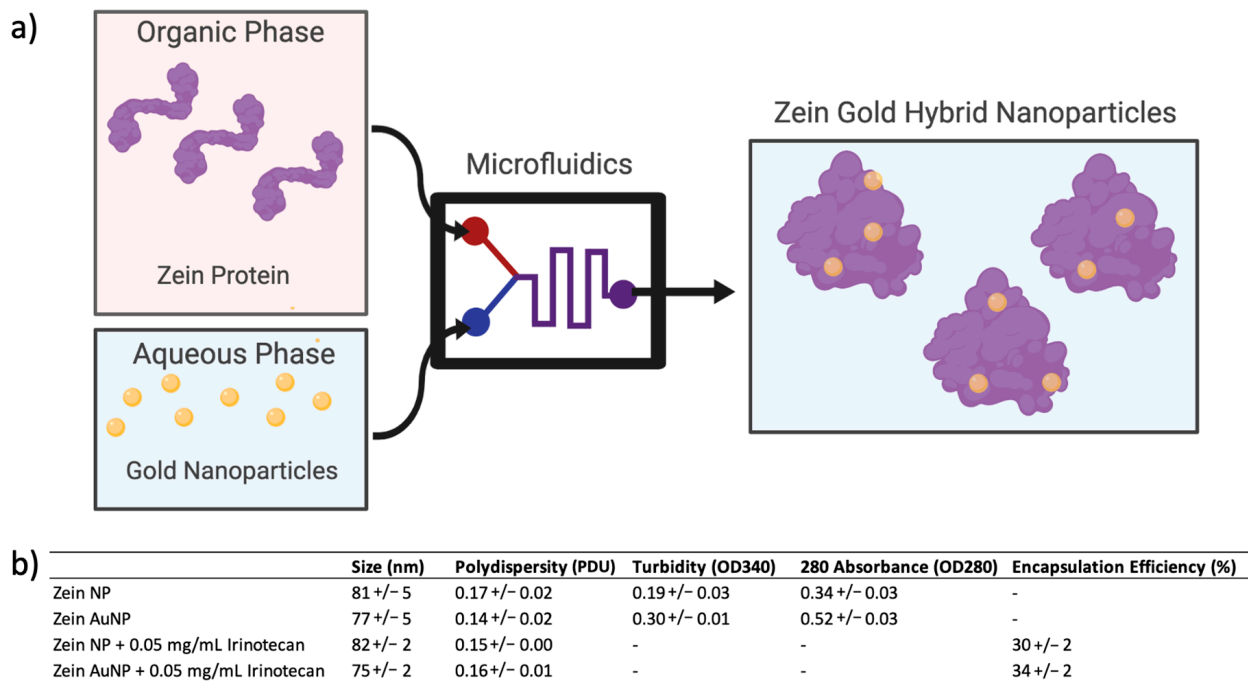 a)
Organic Phase
Zein Protein
Aqueous Phase
Gold Nanoparticles
Microfluidics
Zein Gold Hybrid Nanoparticles
b)
Size (nm) Polydispersity (PDU) Turbidity (OD340) 280 Absorbance (OD280) Encapsulation Efficiency (%)
Zein NP 81 +/- 5 0.17 +/- 0.02 0.19 +/- 0.03 0.34 +/- 0.03 -
Zein AuNP 77 +/- 5 0.14 +/- 0.02 0.30 +/- 0.01 0.52 +/- 0.03 -
Zein NP + 0.05 mg/mL Irinotecan 82 +/- 2 0.15 +/- 0.00 - - 30 +/- 2
Zein AuNP + 0.05 mg/mL Irinotecan 75 +/- 2 0.16 +/- 0.01 - - 34 +/- 2